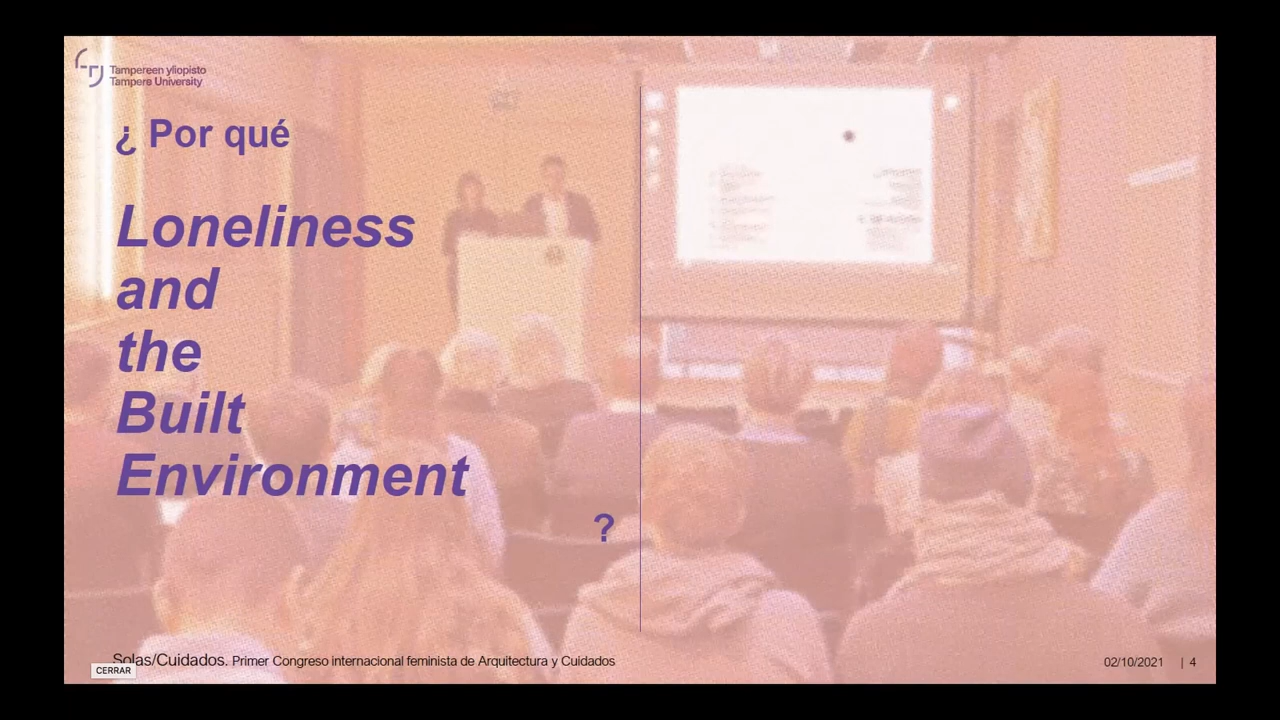 Tampereen yliopisto
Tampere University
¿ Por qué
Loneliness
and
the
Built
Environment
?
Solas/Cuidados. Primer Congreso internacional feminista de Arquitectura y Cuidados
02/10/2021 | 4
CERRAR